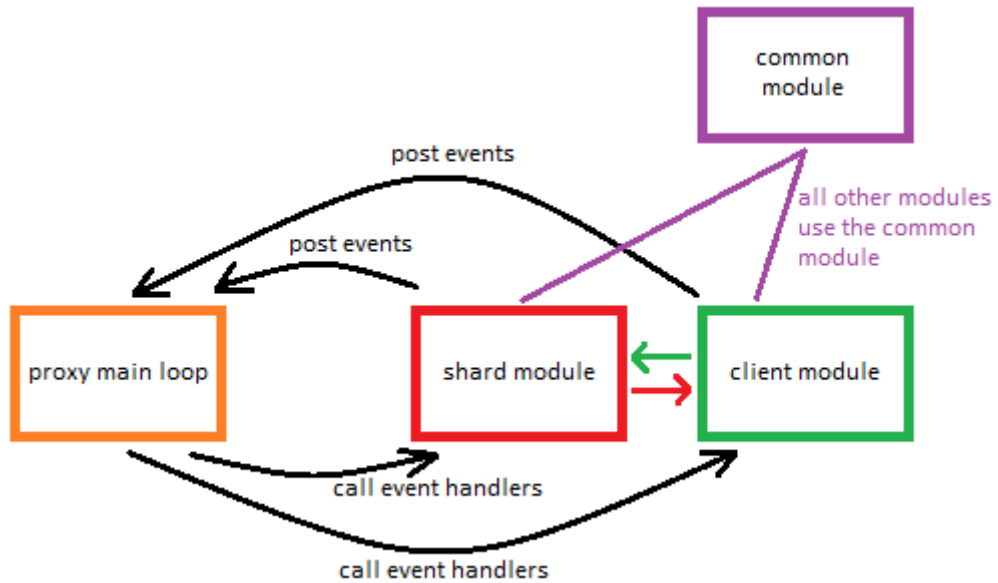 common
module
post events
all other modules
use the common
module
post events
proxy main loop
shard module
client module
call event handlers
call event handlers